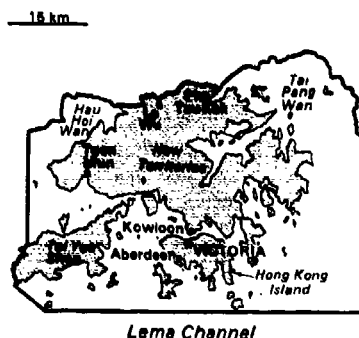 15 km
Hau
Hoi
Wan
Tai
Pang
Wan
New
Territories
Kowloon
Aberdeen
VICTORIA
Hong Kong
Island
Lema Channel